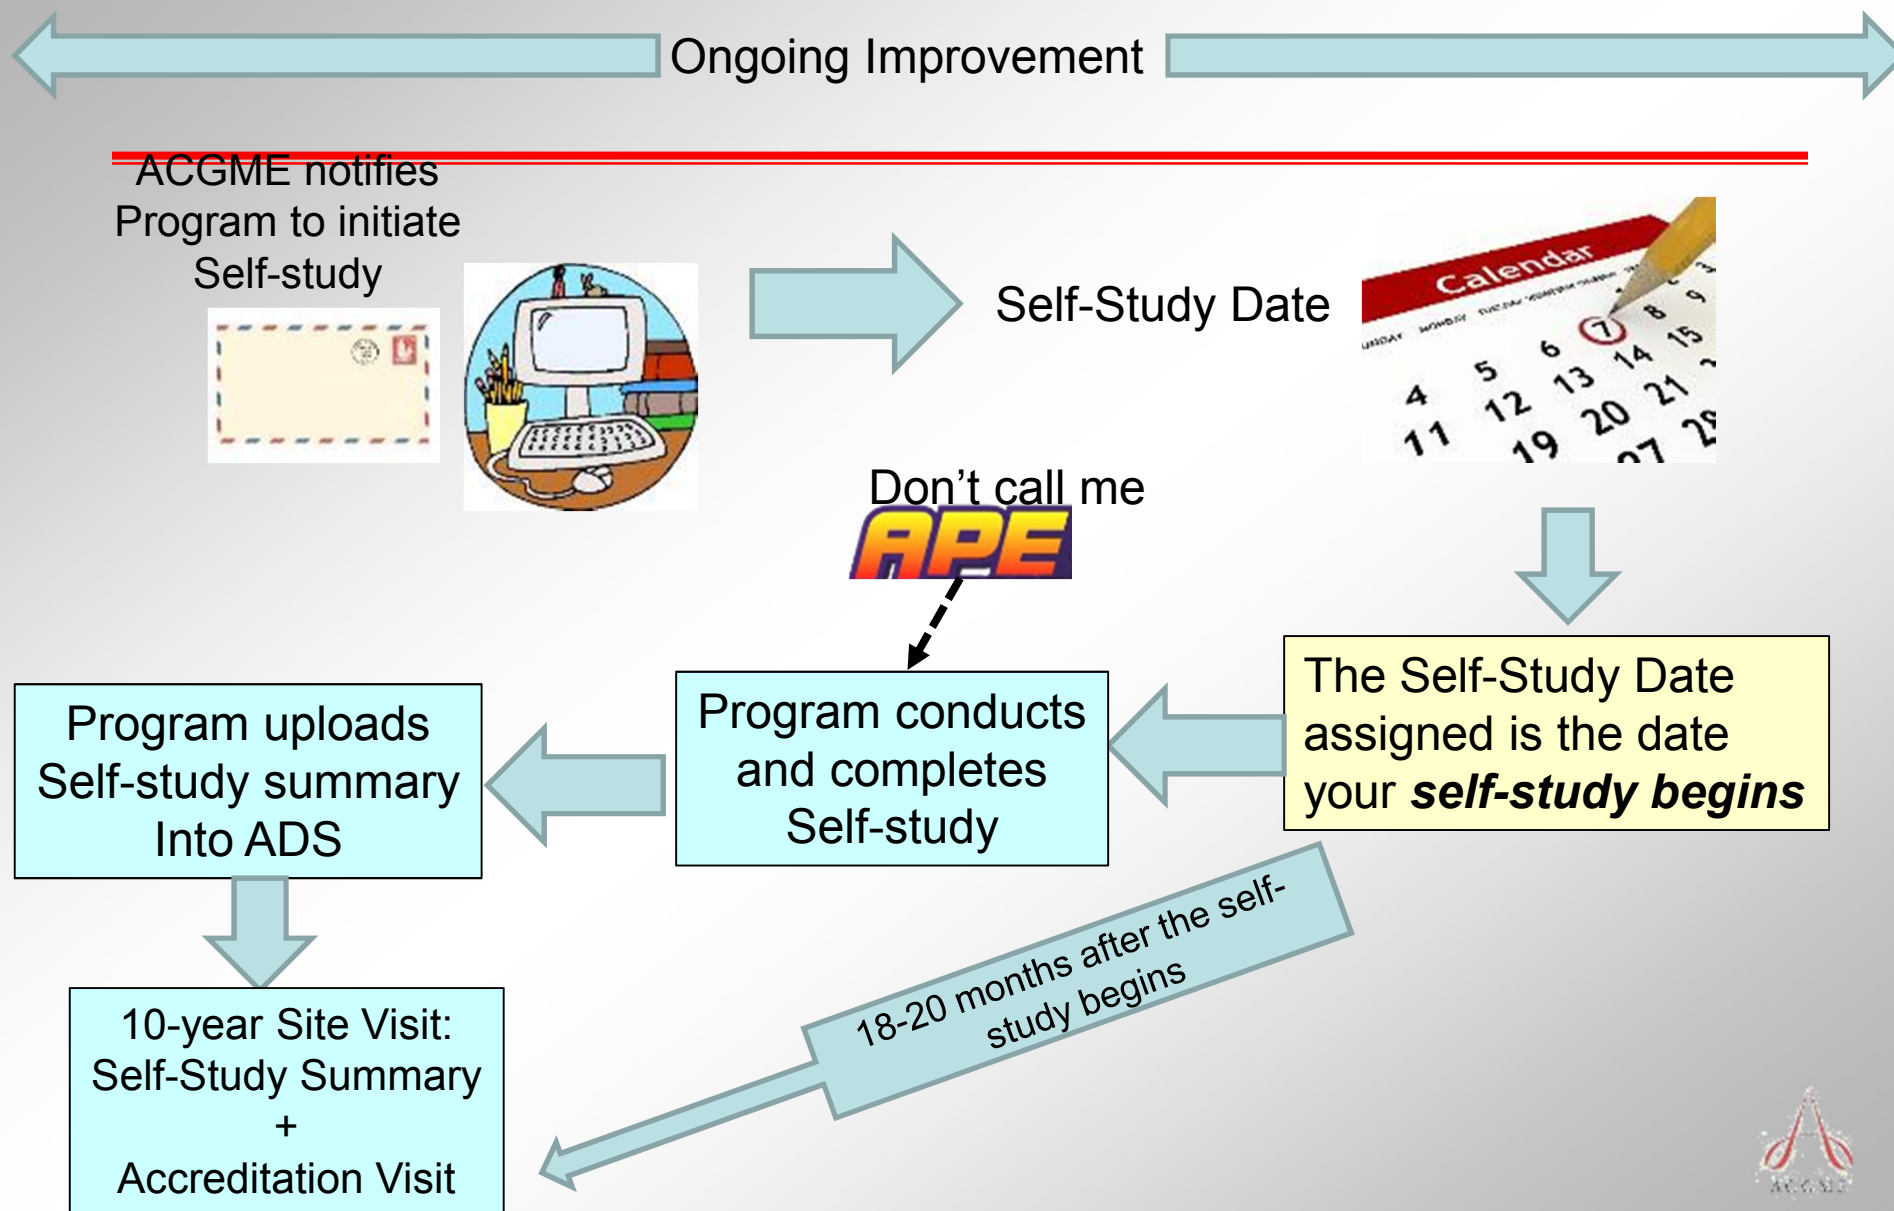 Ongoing Improvement
ACGME notifies
Program to initiate
Self-study
Self-Study Date
Calendar
7 8 9
4 5 6
11 12 13 14 15
19 20 21
27 28
Don't call me
APE
The Self-Study Date
assigned is the date
your self-study begins
Program conducts
and completes
Self-study
Program uploads
Self-study summary
Into ADS
18-20 months after the self-
study begins
10-year Site Visit:
Self-Study Summary
+
Accreditation Visit
ACGME